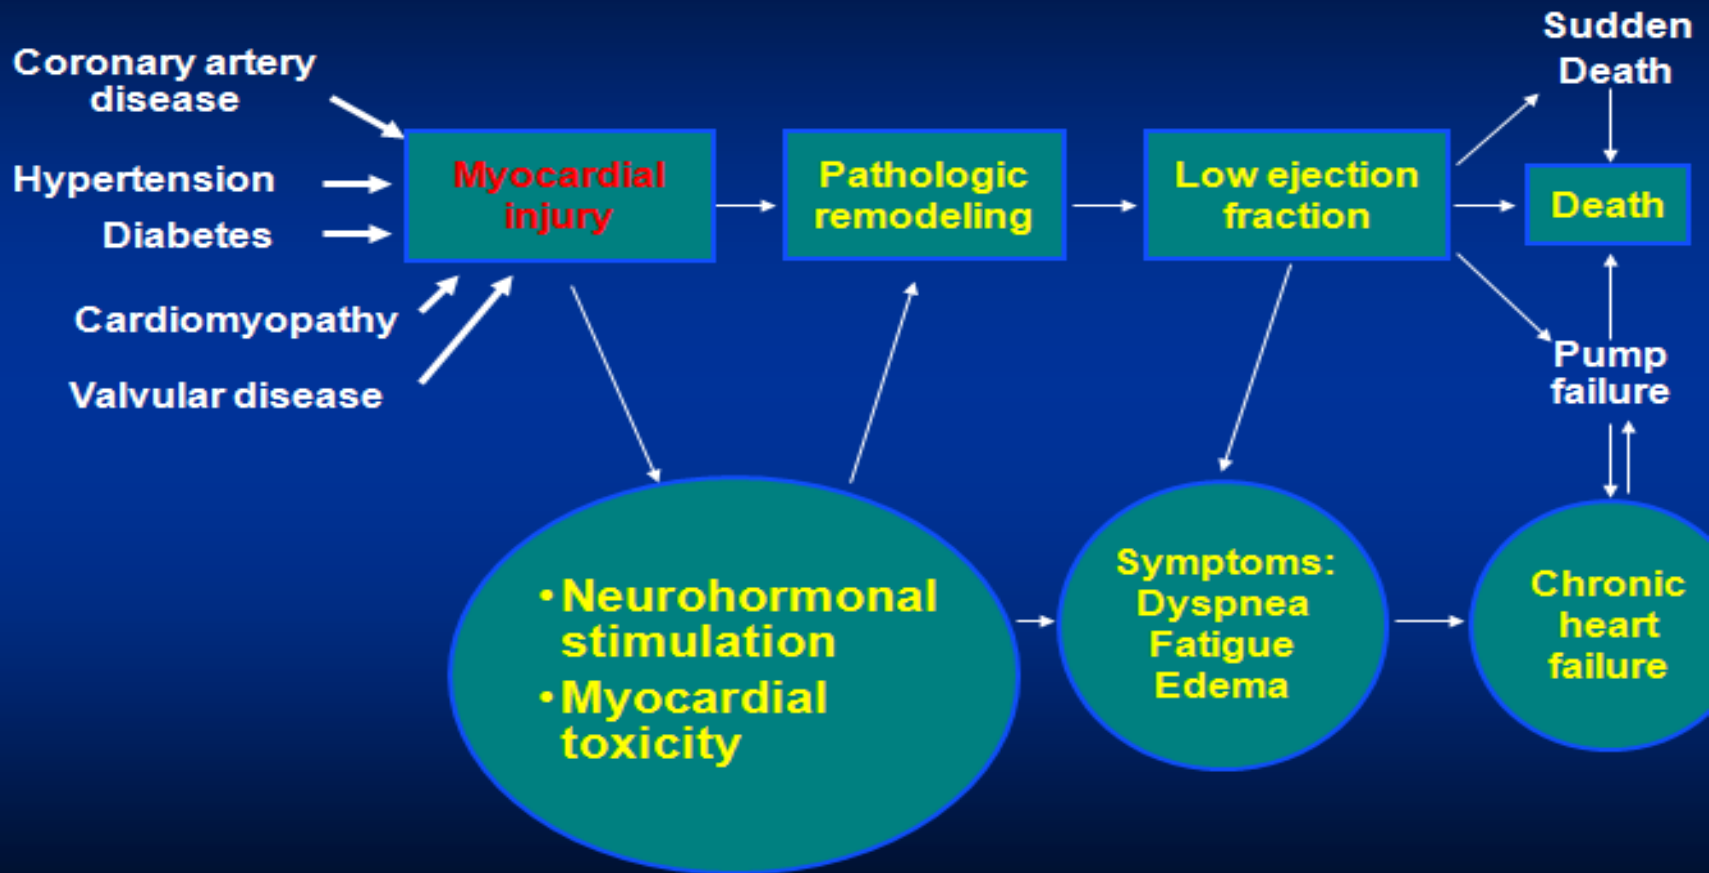 Coronary artery
disease
Hypertension
Diabetes
Cardiomyopathy
Valvular disease
Myocardial
injury
Pathologic
remodeling
Low ejection
fraction
Sudden
Death
Death
Pump
failure
•Neurohormonal
stimulation
•Myocardial
toxicity
Symptoms:
Dyspnea
Fatigue
Edema
Chronic
heart
failure